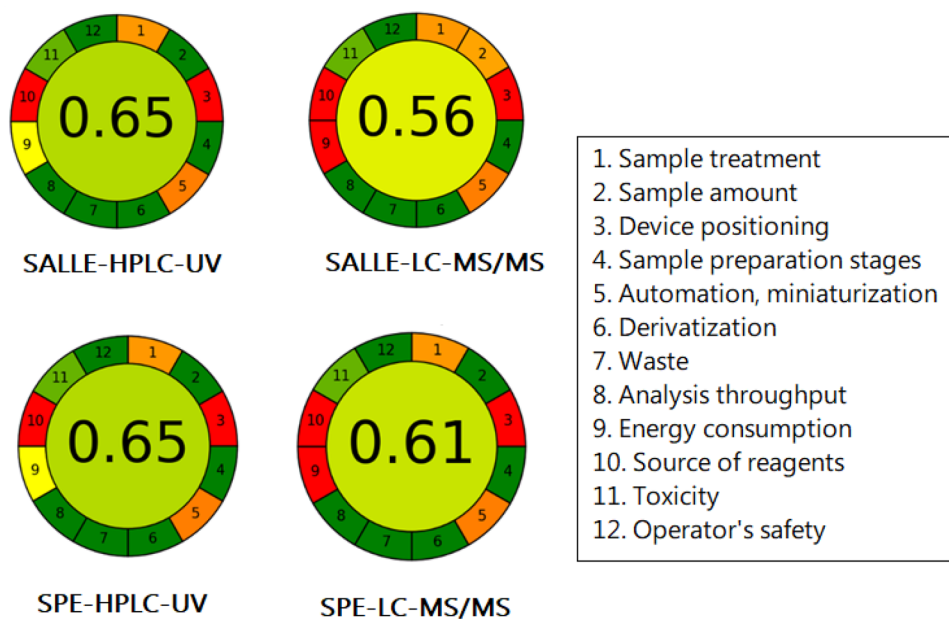 12 1
11 2
10 0.65 3
9 4
8 5
7 6
SALLE-HPLC-UV
12 1
11 2
10 0.56 3
9 4
8 5
7 6
SALLE-LC-MS/MS
12 1
11 2
10 0.65 3
9 4
8 5
7 6
SPE-HPLC-UV
12 1
11 2
10 0.61 3
9 4
8 5
7 6
SPE-LC-MS/MS
1. Sample treatment
2. Sample amount
3. Device positioning
4. Sample preparation stages
5. Automation, miniaturization
6. Derivatization
7. Waste
8. Analysis throughput
9. Energy consumption
10. Source of reagents
11. Toxicity
12. Operator's safety